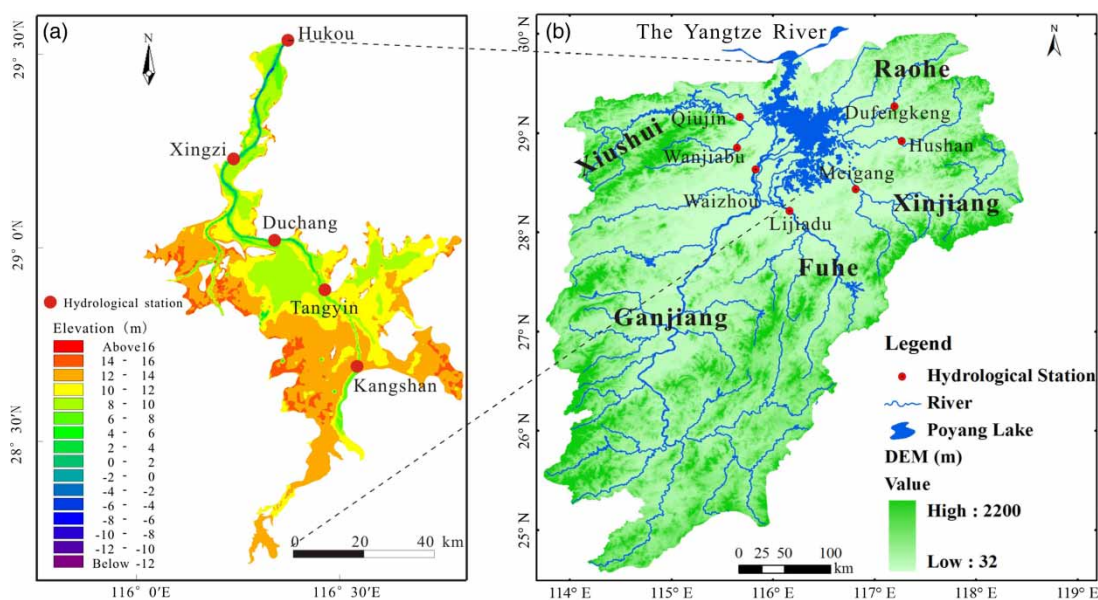 (a)
N
Hukou
Xingzi
Duchang
Tangyin
Kangshan
Hydrological station
Elevation (m)
Above16
14 - 16
12 - 14
10 - 12
8 - 10
6 - 8
4 - 6
2 - 4
0 - 2
-2 - 0
-4 - -2
-6 - -4
-8 - -6
-10 - -8
-12 - -10
Below -12
0 20 40 km
29° 30'N
29° 0'N
28° 30'N
116° 0'E
116° 30'E
(b)
The Yangtze River
N
Raohe
Dufengkeng
Qiujin
Xiushui
Hushan
Wanjiabu
Meigang
Waizhou
Xinjiang
Lijiadu
Fuhe
Ganjiang
Legend
Hydrological Station
River
Poyang Lake
DEM (m)
Value
High : 2200
Low : 32
0 25 50 100
km
30° N
29° N
28° N
27° N
26° N
25° N
114°E
115°E
116°E
117°E
118°E
119°E